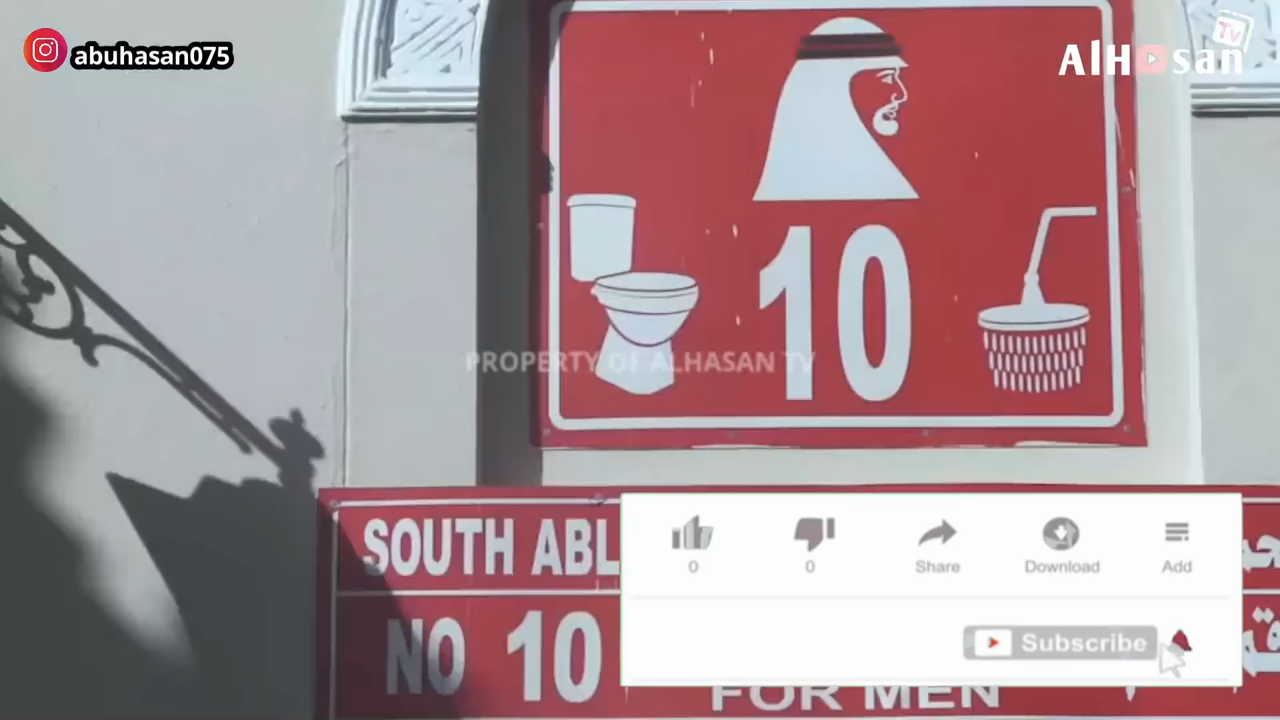 abuhasan075
AlHasan Tv
10
PROPERTY OF ALHASAN TV
SOUTH ABL
NO 10
FOR MEN
0
0
Share
Download
Add
Subscribe